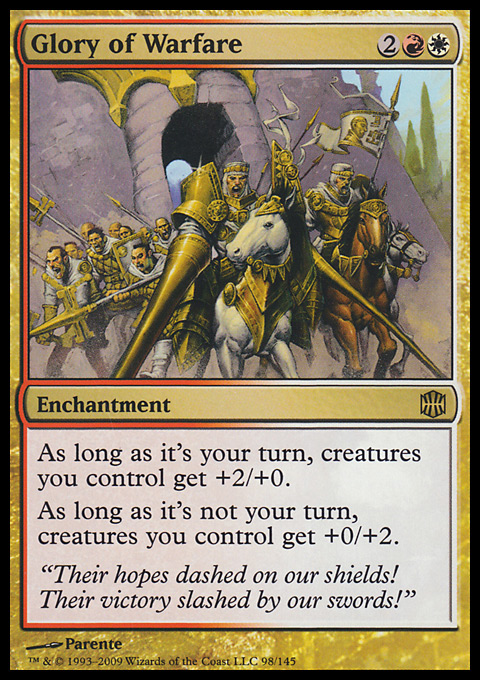 Glory of Warfare 2
Enchantment
As long as it's your turn, creatures
you control get +2/+0.
As long as it's not your turn,
creatures you control get +0/+2.
“Their hopes dashed on our shields!
Their victory slashed by our swords!”
Parente
™ & © 1993–2009 Wizards of the Coast LLC 98/145